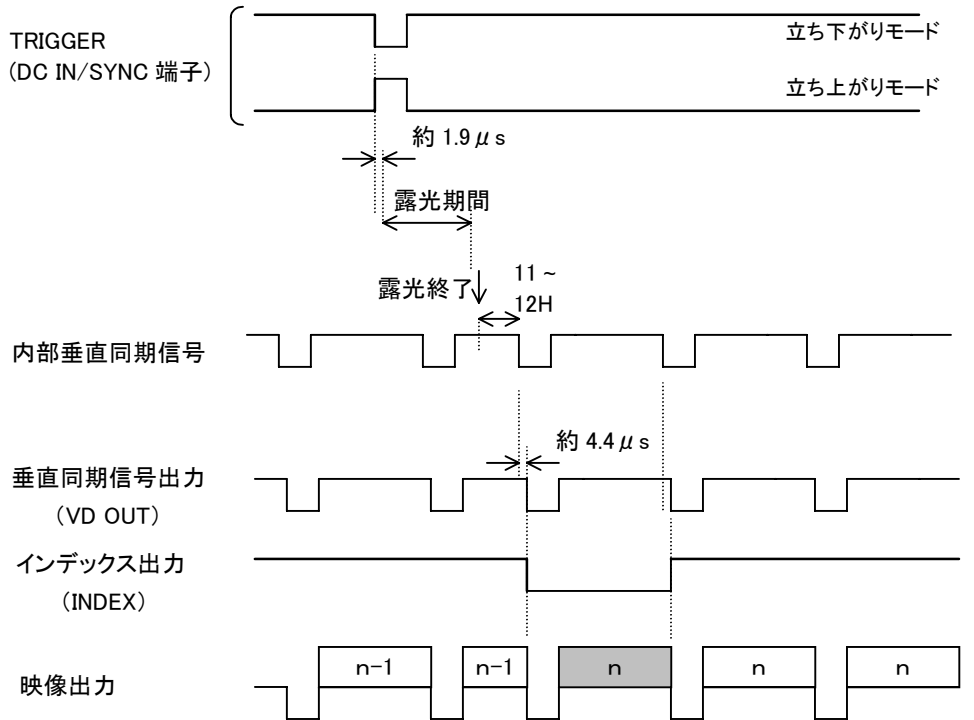 TRIGGER
(DC IN/SYNC 端子)
立ち下がりモード
立ち上がりモード
約 1.9 μ s
露光期間
露光終了
11 ~
12H
内部垂直同期信号
約 4.4 μ s
垂直同期信号出力
(VD OUT)
インデックス出力
(INDEX)
映像出力
n-1
n-1
n
n
n